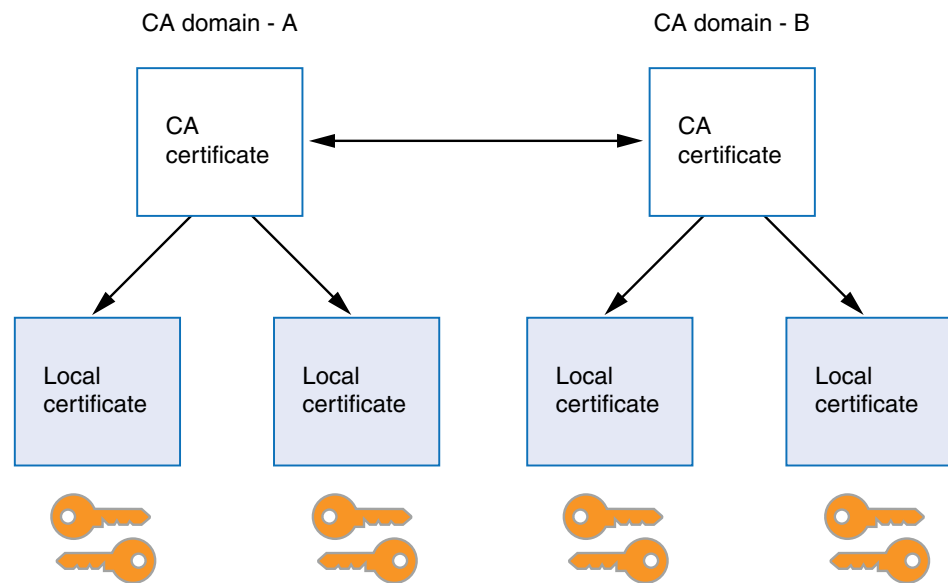 CA domain - A
CA domain - B
CA
certificate
CA
certificate
Local
certificate
Local
certificate
Local
certificate
Local
certificate